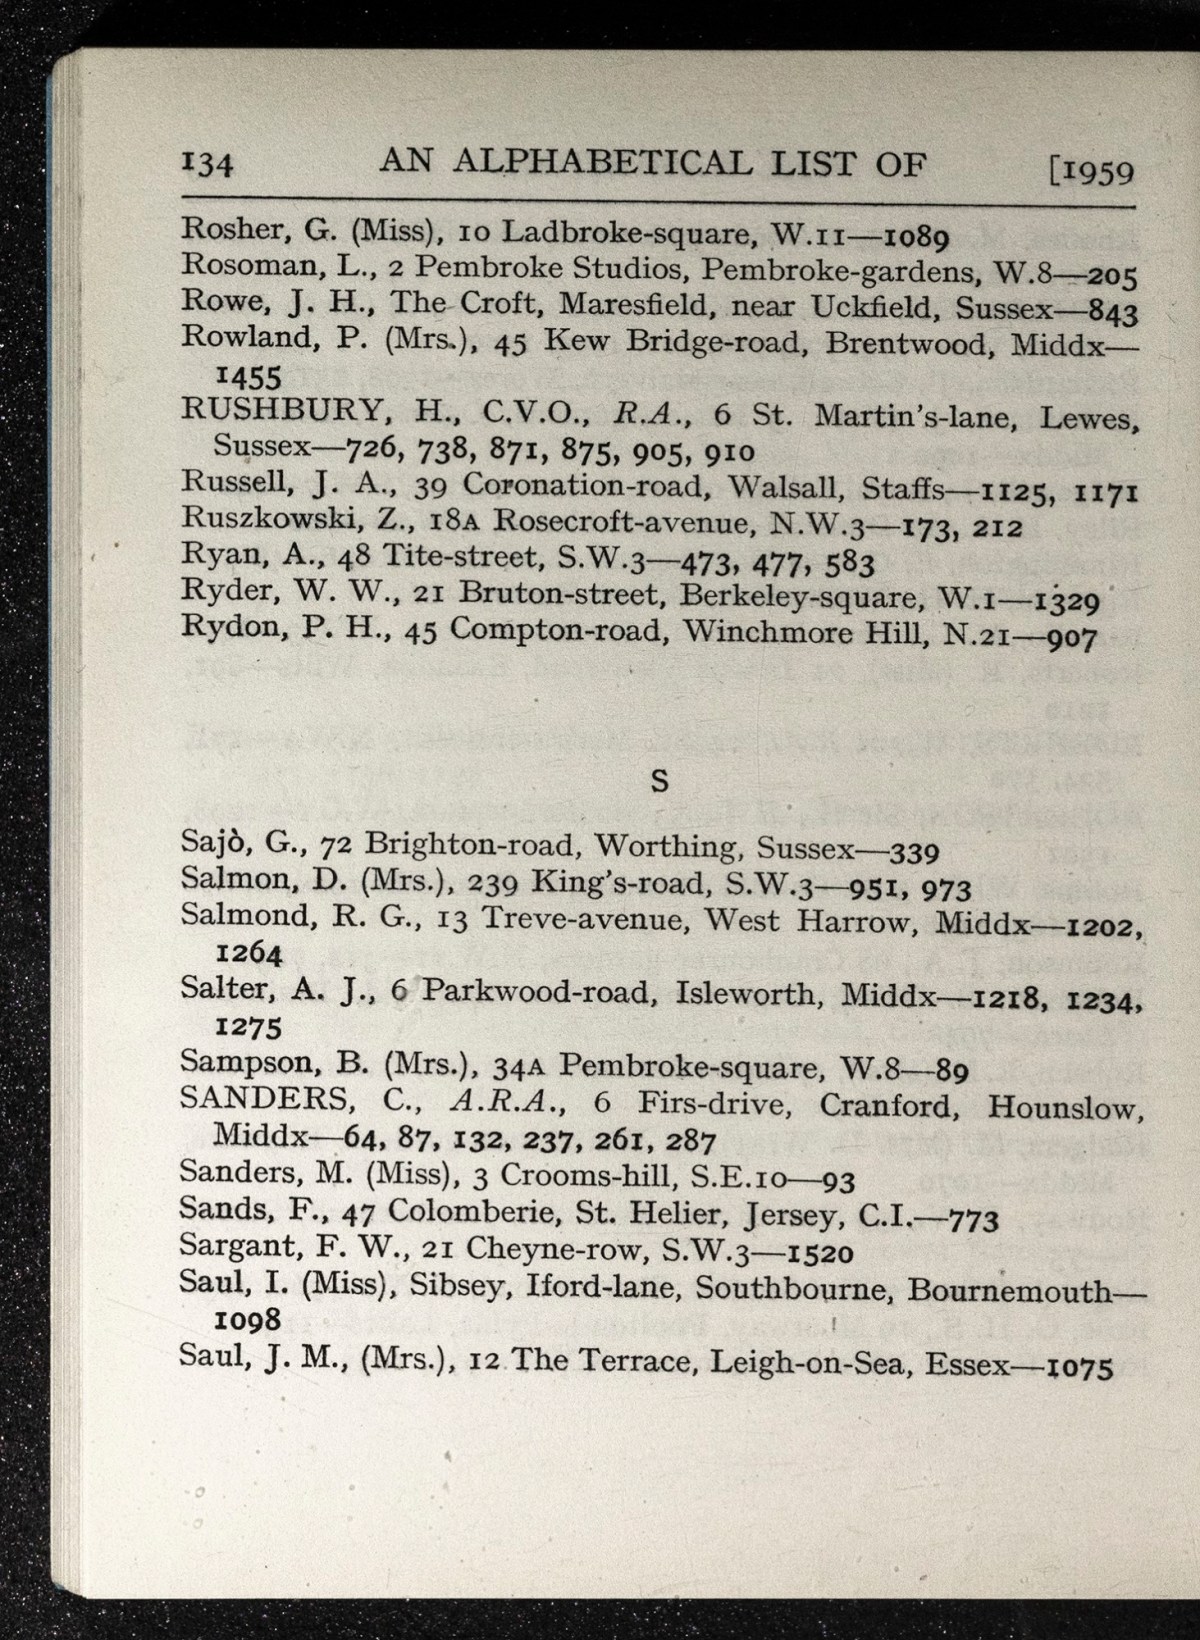 134 AN ALPHABETICAL LIST OF [1959
Rosher, G. (Miss), 10 Ladbroke-square, W.11—1089
Rosoman, L., 2 Pembroke Studios, Pembroke-gardens, W.8—205
Rowe, J. H., The Croft, Maresfield, near Uckfield, Sussex—843
Rowland, P. (Mrs.), 45 Kew Bridge-road, Brentwood, Middx—
1455
RUSHBURY, H., C.V.O., R.A., 6 St. Martin's-lane, Lewes,
Sussex—726, 738, 871, 875, 905, 910
Russell, J. A., 39 Coronation-road, Walsall, Staffs—1125, 1171
Ruszkowski, Z., 18A Rosecroft-avenue, N.W.3—173, 212
Ryan, A., 48 Tite-street, S.W.3—473, 477, 583
Ryder, W. W., 21 Bruton-street, Berkeley-square, W.1—1329
Rydon, P. H., 45 Compton-road, Winchmore Hill, N.21—907
S
Sajò, G., 72 Brighton-road, Worthing, Sussex—339
Salmon, D. (Mrs.), 239 King's-road, S.W.3—951, 973
Salmond, R. G., 13 Treve-avenue, West Harrow, Middx—1202,
1264
Salter, A. J., 6 Parkwood-road, Isleworth, Middx—1218, 1234,
1275
Sampson, B. (Mrs.), 34A Pembroke-square, W.8—89
SANDERS, C., A.R.A., 6 Firs-drive, Cranford, Hounslow,
Middx—64, 87, 132, 237, 261, 287
Sanders, M. (Miss), 3 Crooms-hill, S.E.10—93
Sands, F., 47 Colomberie, St. Helier, Jersey, C.I.—773
Sargant, F. W., 21 Cheyne-row, S.W.3—1520
Saul, I. (Miss), Sibsey, Iford-lane, Southbourne, Bournemouth—
1098
Saul, J. M., (Mrs.), 12 The Terrace, Leigh-on-Sea, Essex—1075